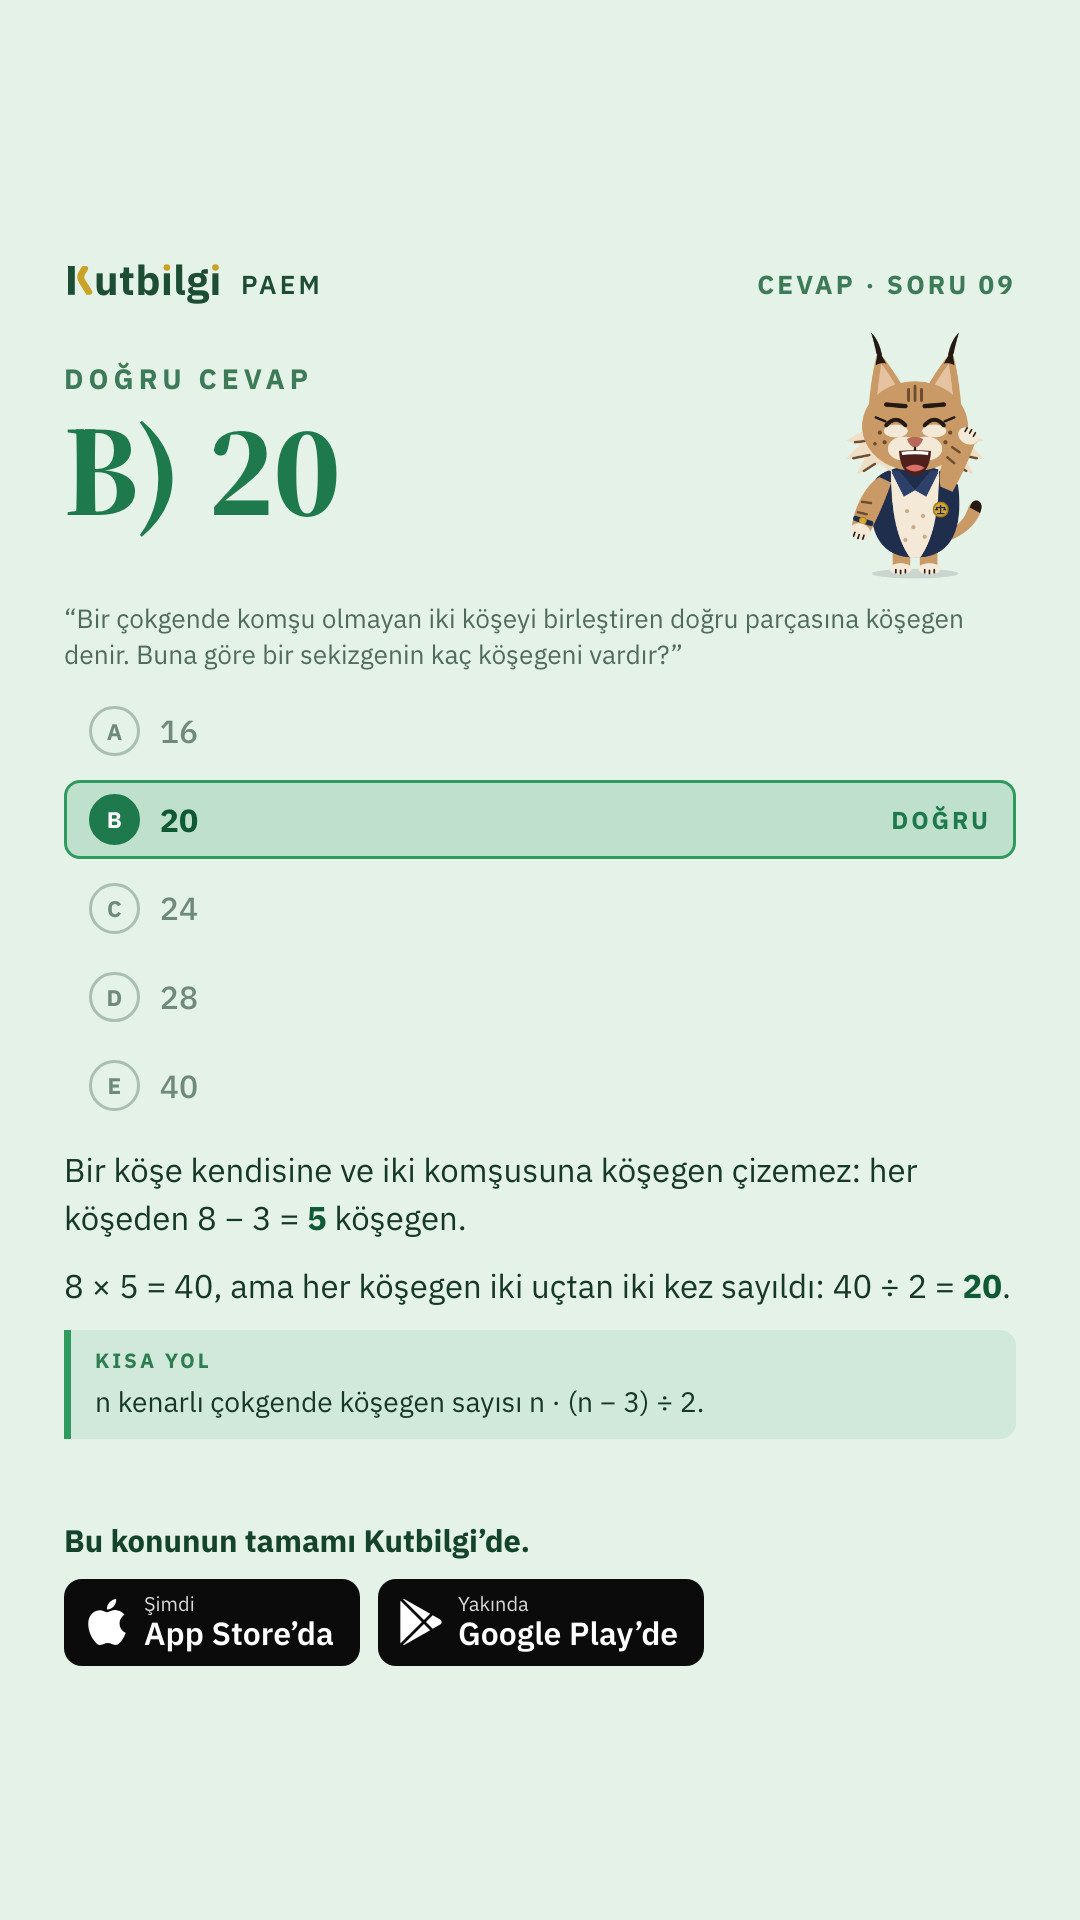 Kutbilgi PAEM
CEVAP · SORU 09
DOĞRU CEVAP
B) 20
“Bir çokgende komşu olmayan iki köşeyi birleştiren doğru parçasına köşegen
denir. Buna göre bir sekizgenin kaç köşegeni vardır?”
A 16
B 20 DOĞRU
C 24
D 28
E 40
Bir köşe kendisine ve iki komşusuna köşegen çizemez: her
köşeden 8 − 3 = 5 köşegen.
8 × 5 = 40, ama her köşegen iki uçtan iki kez sayıldı: 40 ÷ 2 = 20.
KISA YOL
n kenarlı çokgende köşegen sayısı n · (n − 3) ÷ 2.
Bu konunun tamamı Kutbilgi’de.
Şimdi
App Store’da
Yakında
Google Play’de